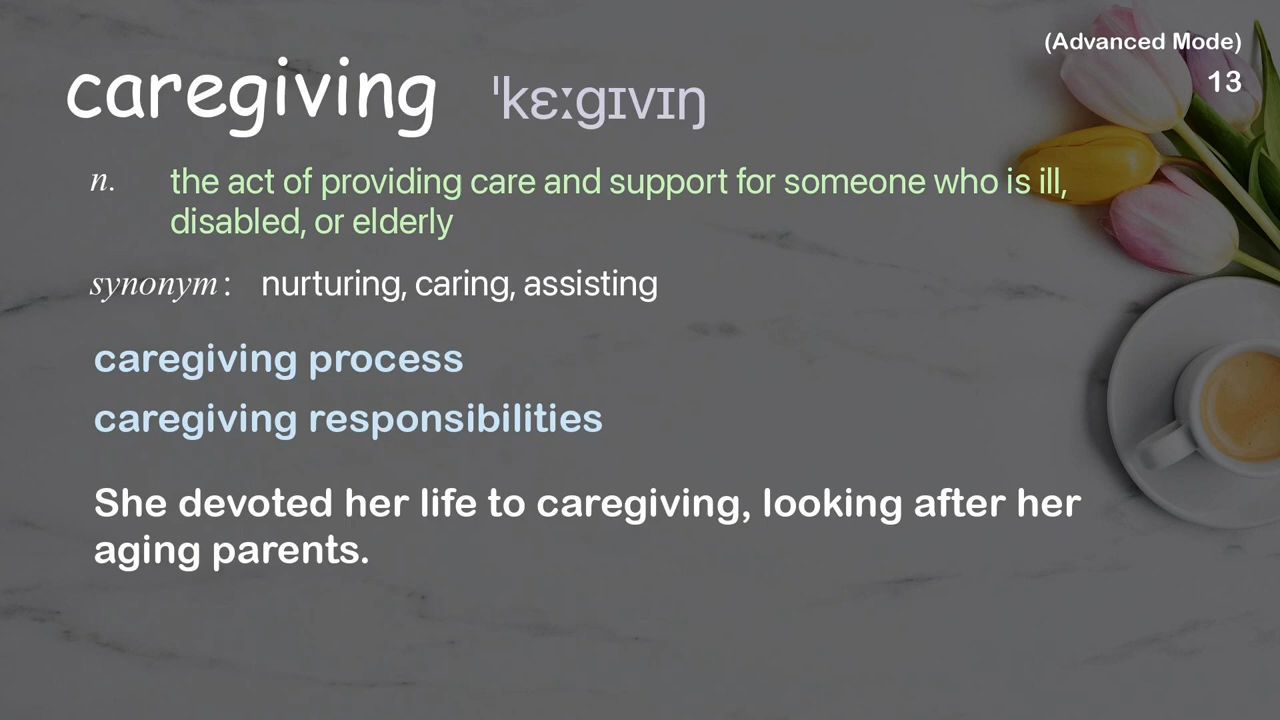 (Advanced Mode)
13
caregiving ˈkɛːgɪvɪŋ
n. the act of providing care and support for someone who is ill,
disabled, or elderly
synonym : nurturing, caring, assisting
caregiving process
caregiving responsibilities
She devoted her life to caregiving, looking after her
aging parents.